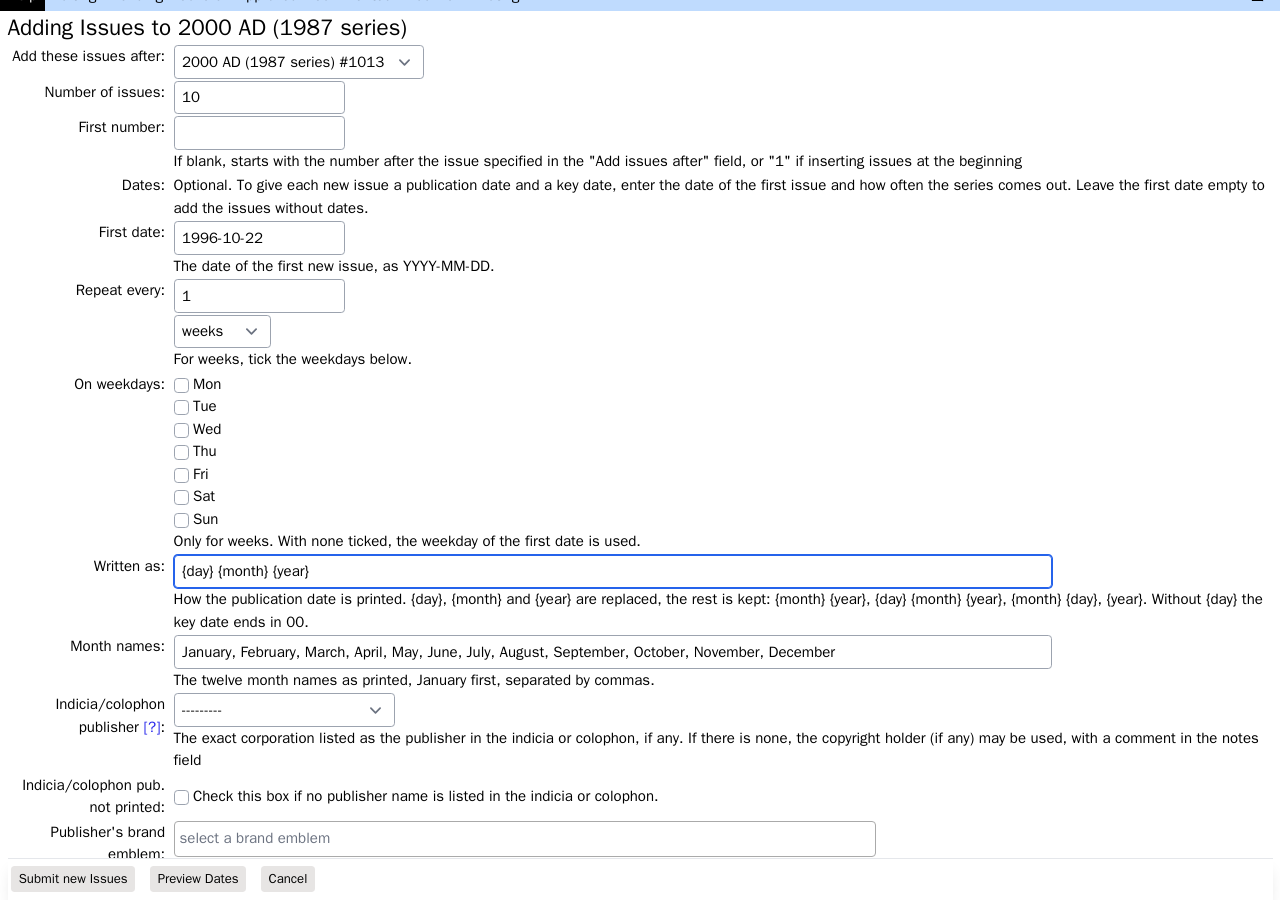 Adding Issues to 2000 AD (1987 series)
Add these issues after: 2000 AD (1987 series) #1013
Number of issues: 10
First number:
If blank, starts with the number after the issue specified in the "Add issues after" field, or "1" if inserting issues at the beginning
Dates: Optional. To give each new issue a publication date and a key date, enter the date of the first issue and how often the series comes out. Leave the first date empty to
add the issues without dates.
First date: 1996-10-22
The date of the first new issue, as YYYY-MM-DD.
Repeat every: 1
weeks
For weeks, tick the weekdays below.
On weekdays: Mon
Tue
Wed
Thu
Fri
Sat
Sun
Only for weeks. With none ticked, the weekday of the first date is used.
Written as: {day} {month} {year}
How the publication date is printed. {day}, {month} and {year} are replaced, the rest is kept: {month} {year}, {day} {month} {year}, {month} {day}, {year}. Without {day} the
key date ends in 00.
Month names: January, February, March, April, May, June, July, August, September, October, November, December
The twelve month names as printed, January first, separated by commas.
Indicia/colophon
publisher [?]: ---------
The exact corporation listed as the publisher in the indicia or colophon, if any. If there is none, the copyright holder (if any) may be used, with a comment in the notes
field
Indicia/colophon pub.
not printed: Check this box if no publisher name is listed in the indicia or colophon.
Publisher's brand
emblem: select a brand emblem
Submit new Issues Preview Dates Cancel